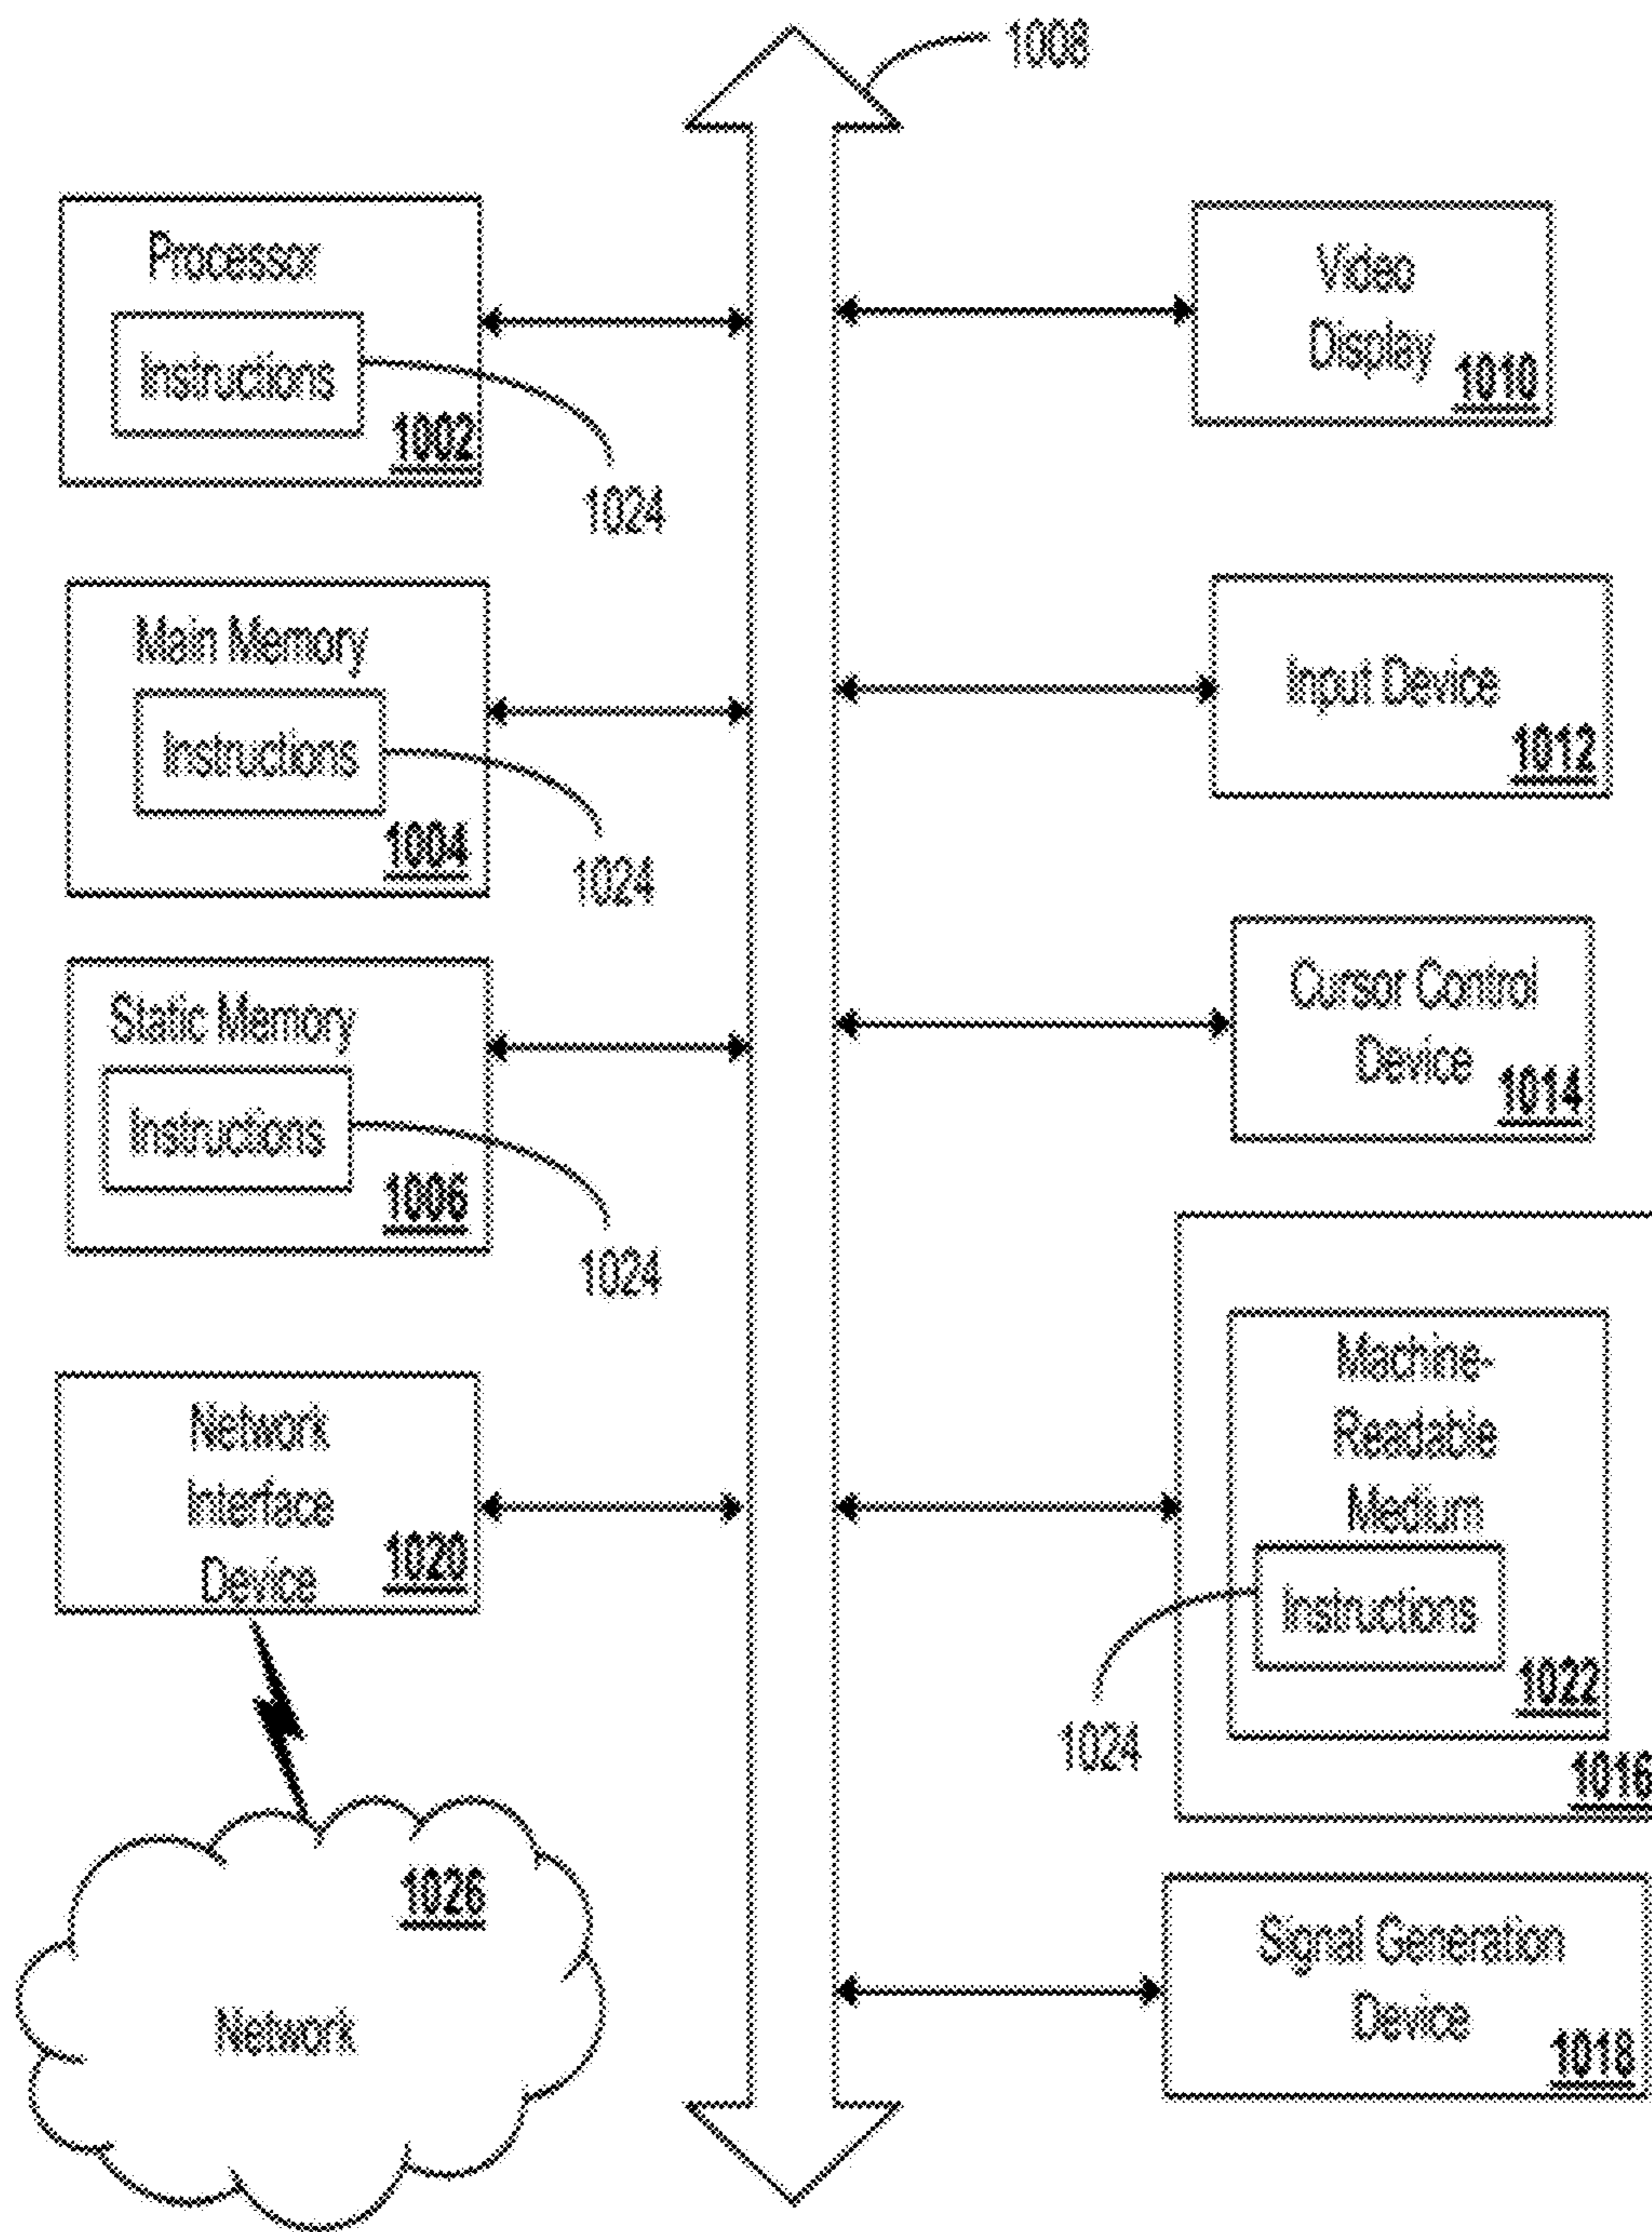 1008
Processor
Instructions
1002
1024
Main Memory
Instructions
1004
1024
Static Memory
Instructions
1006
1024
Network
Interface
Device
1020
1026
Network
Video
Display
1010
Input Device
1012
Cursor Control
Device
1014
Machine-
Readable
Medium
Instructions
1022
1024
1016
Signal Generation
Device
1018